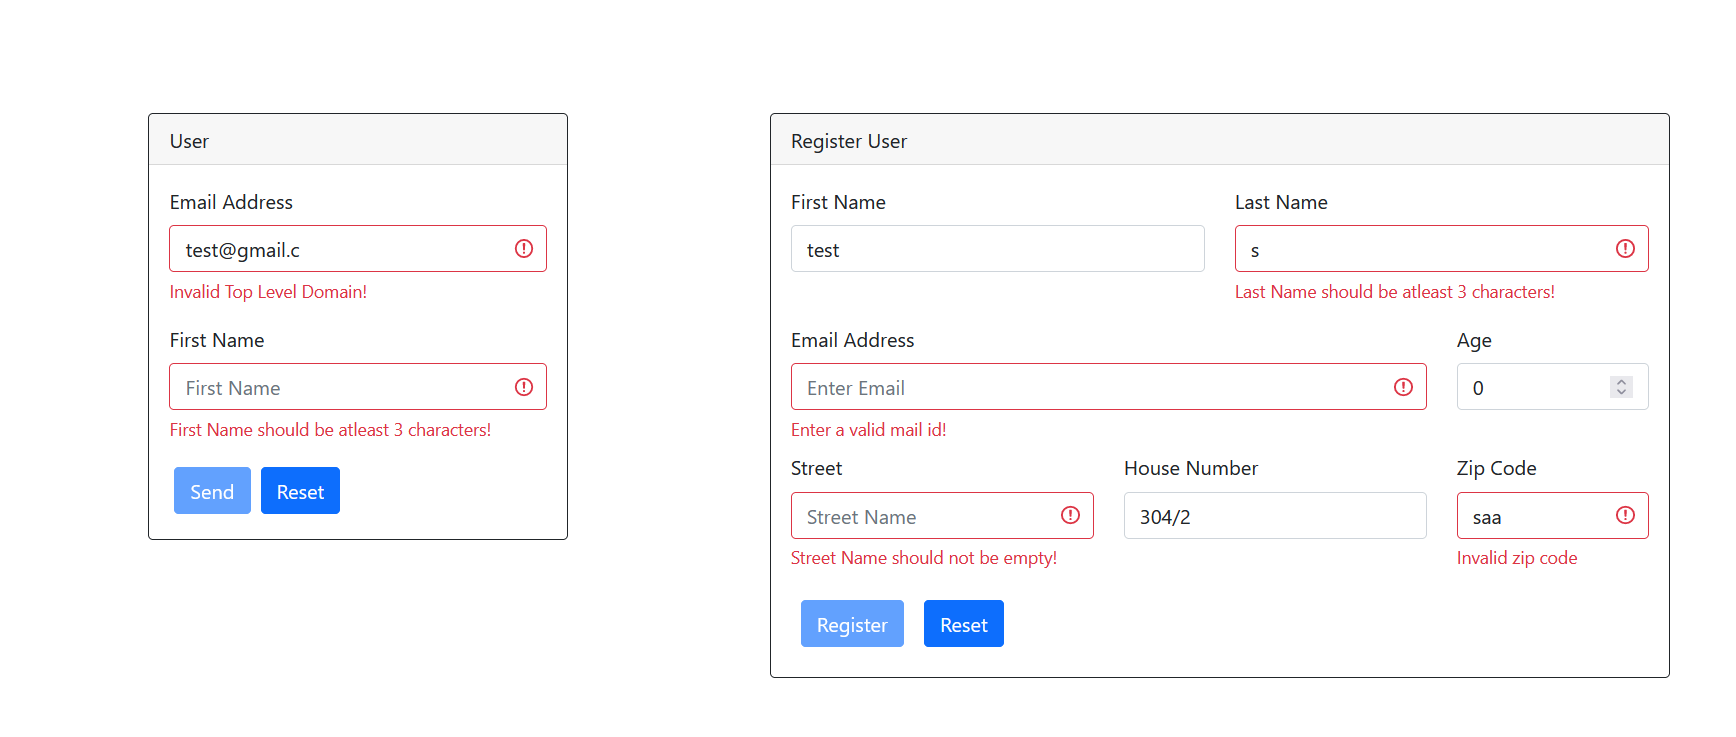 User
Email Address
test@gmail.c
Invalid Top Level Domain!
First Name
First Name
First Name should be atleast 3 characters!
Send Reset
Register User
First Name Last Name
test s
Last Name should be atleast 3 characters!
Email Address Age
Enter Email 0
Enter a valid mail id!
Street House Number Zip Code
Street Name 304/2 saa
Street Name should not be empty! Invalid zip code
Register Reset